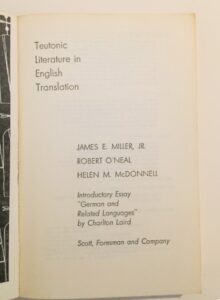 Teutonic
Literature in
English
Translation
JAMES E. MILLER, JR.
ROBERT O'NEAL
HELEN M. McDONNELL
Introductory Essay
"German and
Related Languages"
by Charlton Laird
Scott, Foresman and Company